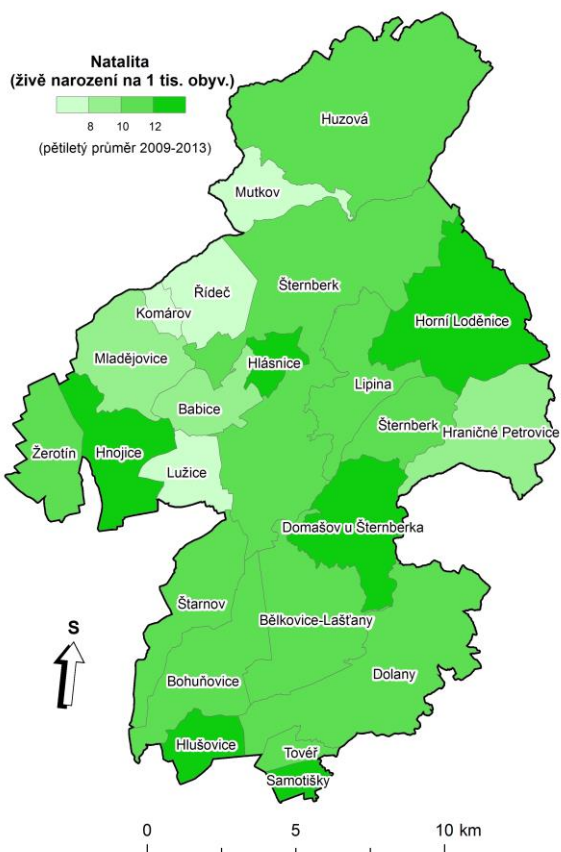 Natalita
(živě narození na 1 tis. obyv.)
8 10 12
(pětiletý průměr 2009-2013)
Huzová
Mutkov
Řídeč
Šternberk
Komárov
Horní Loděnice
Mladějovice
Hlásnice
Lipina
Babice
Šternberk
Hraničné Petrovice
Žerotín
Hnojice
Lužice
Domašov u Šternberka
Štarnov
Bělkovice-Lašťany
S
Dolany
Bohuňovice
Hlušovice
Tovéř
Samotišky
0 5 10 km